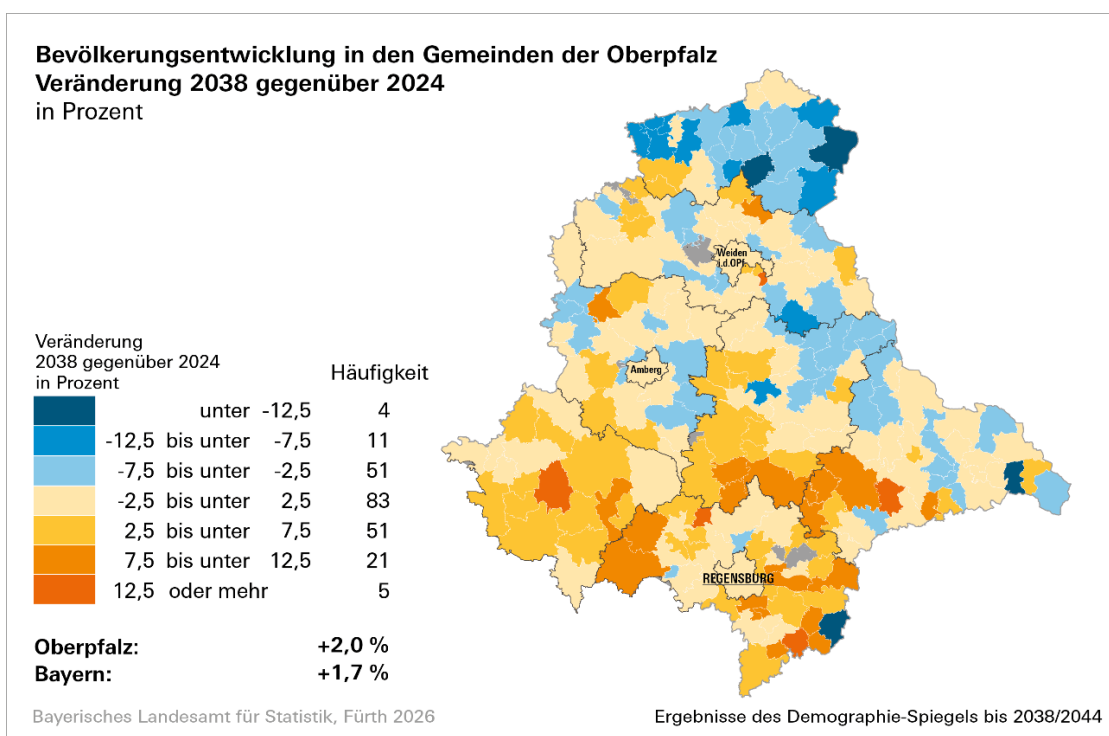 Bevölkerungsentwicklung in den Gemeinden der Oberpfalz
Veränderung 2038 gegenüber 2024
in Prozent
Weiden
i.d.OPf.
Amberg
REGENSBURG
Veränderung
2038 gegenüber 2024
in Prozent
Häufigkeit
unter -12,5 4
-12,5 bis unter -7,5 11
-7,5 bis unter -2,5 51
-2,5 bis unter 2,5 83
2,5 bis unter 7,5 51
7,5 bis unter 12,5 21
12,5 oder mehr 5
Oberpfalz: +2,0 %
Bayern: +1,7 %
Bayerisches Landesamt für Statistik, Fürth 2026
Ergebnisse des Demographie-Spiegels bis 2038/2044